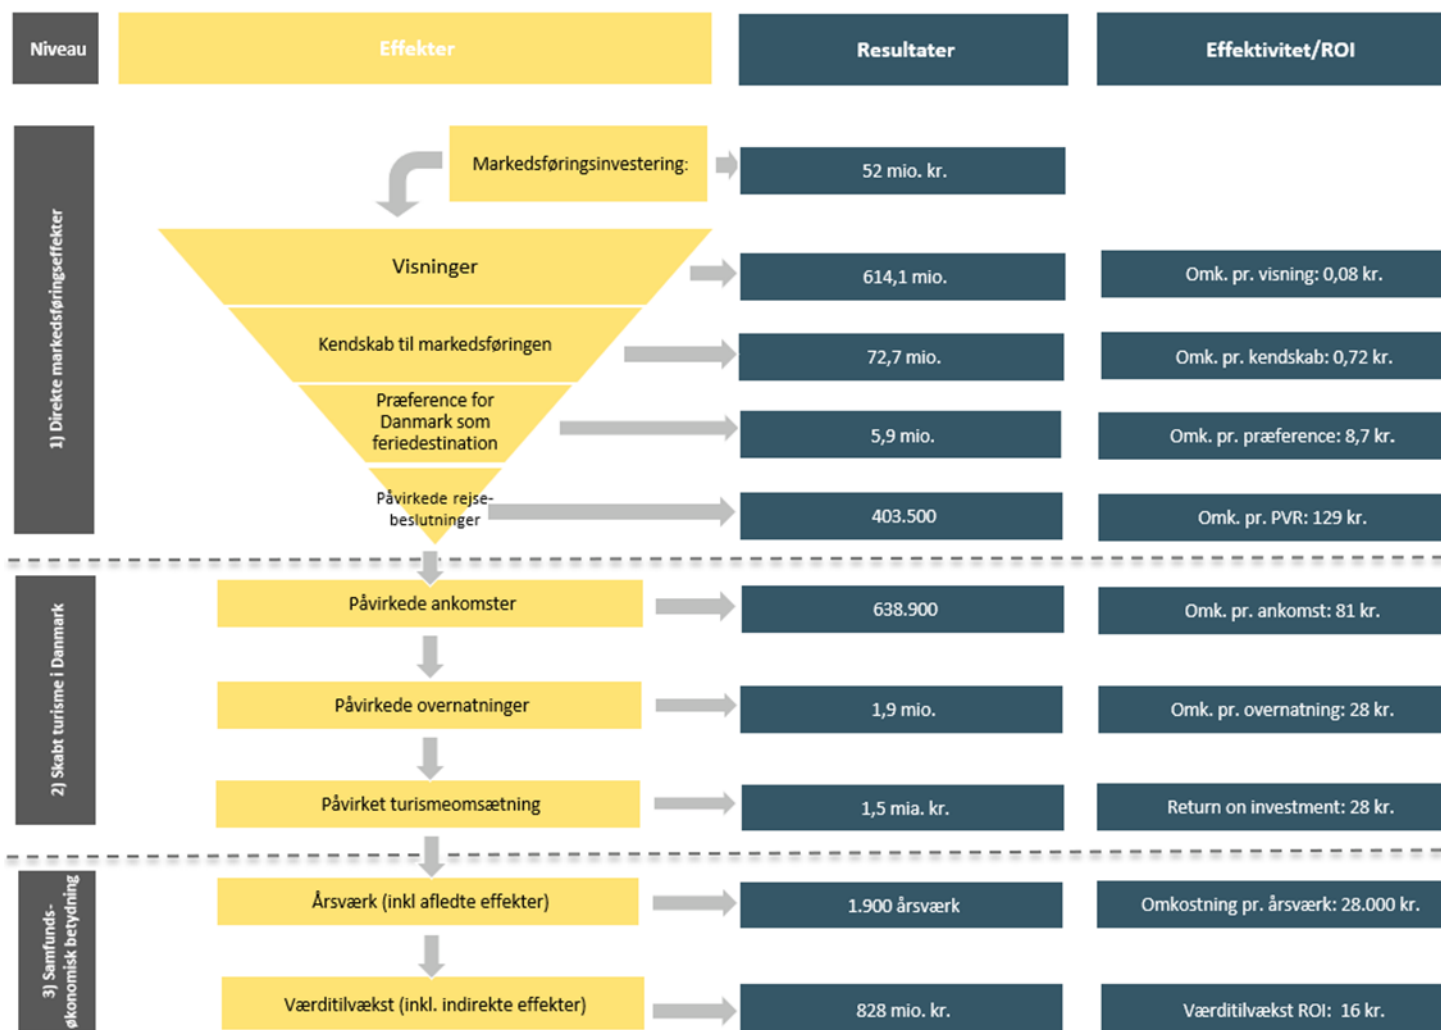 Niveau
Effekter
Resultater
Effektivitet/ROI
1) Direkte markedsføringseffekter
Markedsføringsinvestering:
52 mio. kr.
Visninger
614,1 mio.
Omk. pr. visning: 0,08 kr.
Kendskab til markedsføringen
72,7 mio.
Omk. pr. kendskab: 0,72 kr.
Præference for
Danmark som
feriedestination
5,9 mio.
Omk. pr. præference: 8,7 kr.
Påvirkede rejse-
beslutninger
403.500
Omk. pr. PVR: 129 kr.
2) Skabt turisme i Danmark
Påvirkede ankomster
638.900
Omk. pr. ankomst: 81 kr.
Påvirkede overnatninger
1,9 mio.
Omk. pr. overnatning: 28 kr.
Påvirket turismeomsætning
1,5 mia. kr.
Return on investment: 28 kr.
3) Samfunds-
økonomisk betydning
Årsværk (inkl afledte effekter)
1.900 årsværk
Omkostning pr. årsværk: 28.000 kr.
Værditilvækst (inkl. indirekte effekter)
828 mio. kr.
Værditilvækst ROI: 16 kr.